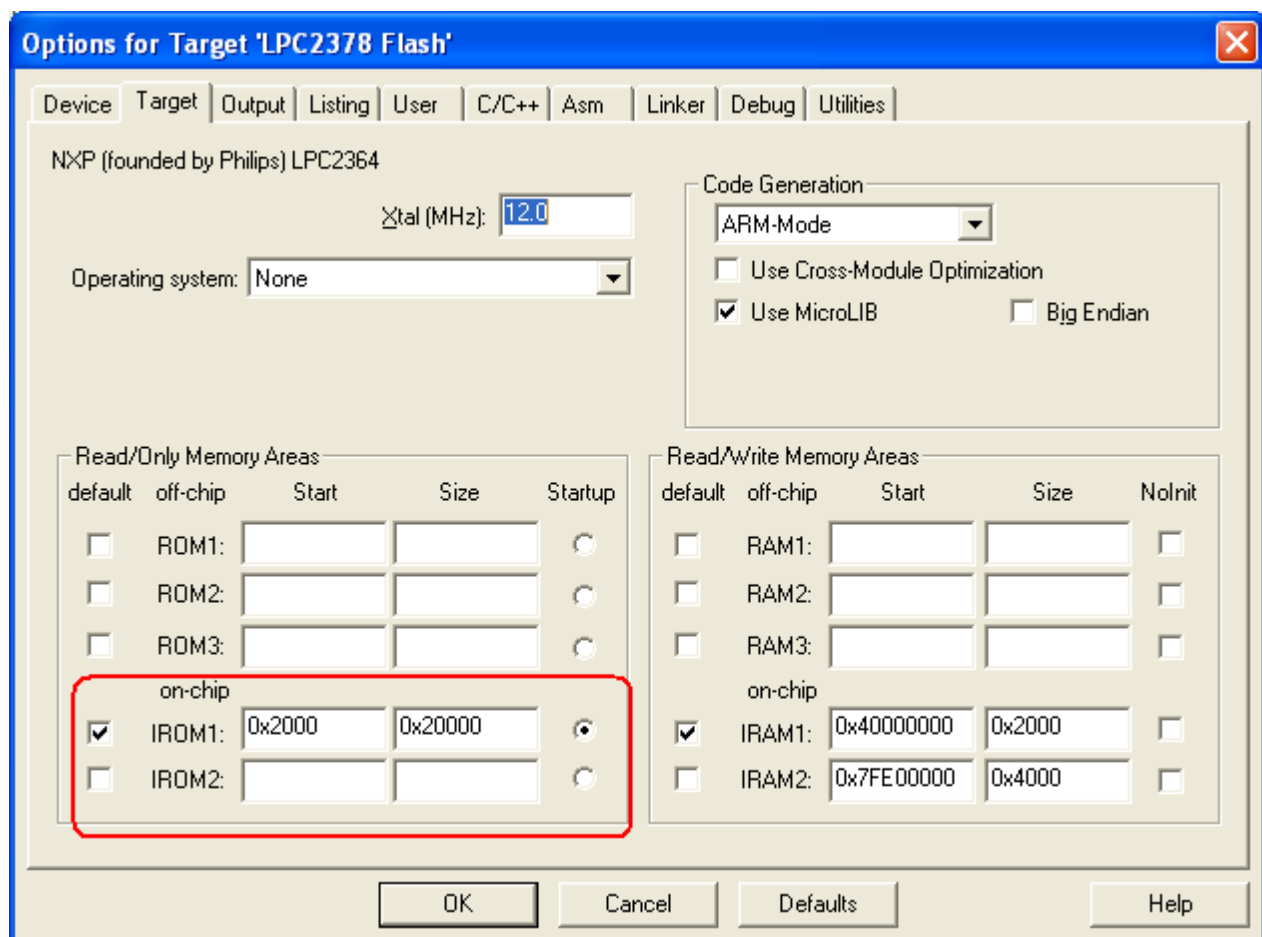 Options for Target 'LPC2378 Flash'
Device Target Output Listing User C/C++ Asm Linker Debug Utilities
NXP (founded by Philips) LPC2364
Xtal (MHz): 12.0
Operating system: None
Code Generation
ARM-Mode
Use Cross-Module Optimization
Use MicroLIB Big Endian
Read/Only Memory Areas
default off-chip Start Size Startup
ROM1:
ROM2:
ROM3:
on-chip
IROM1: 0x2000 0x20000
IROM2:
Read/Write Memory Areas
default off-chip Start Size NoInit
RAM1:
RAM2:
RAM3:
on-chip
IRAM1: 0x40000000 0x2000
IRAM2: 0x7FE00000 0x4000
OK Cancel Defaults Help